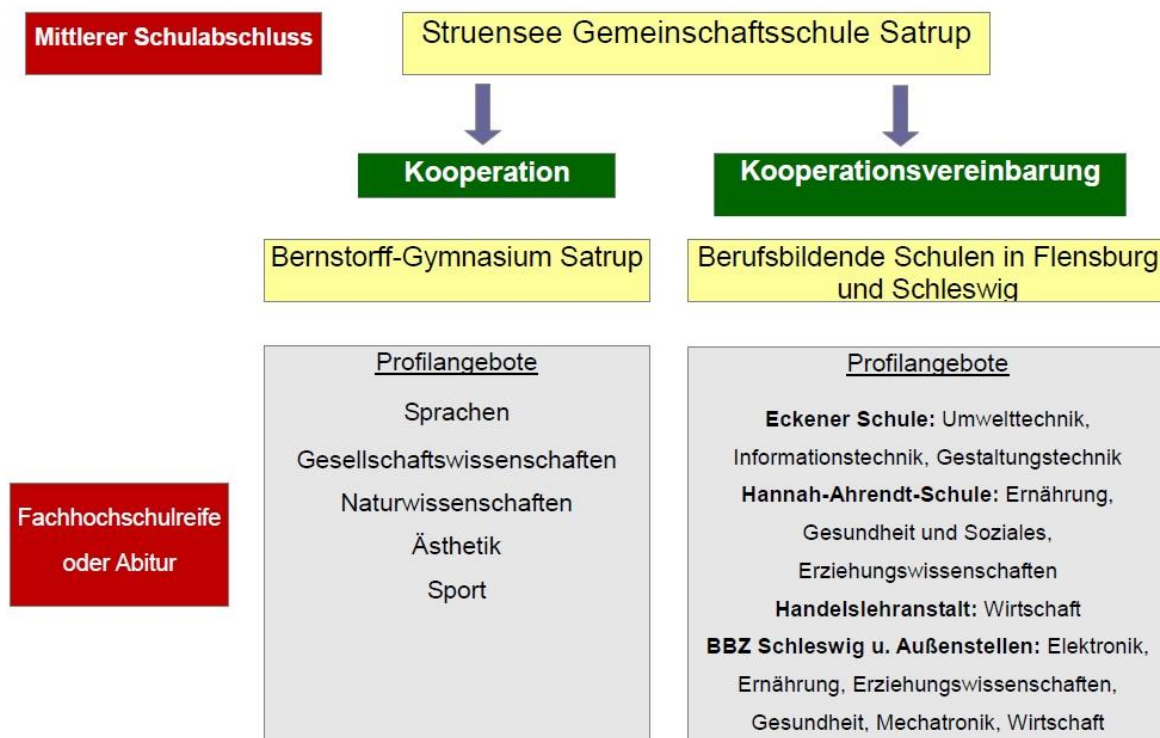 Mittlerer Schulabschluss
Struensee Gemeinschaftsschule Satrup
Kooperation
Kooperationsvereinbarung
Bernstorff-Gymnasium Satrup
Berufsbildende Schulen in Flensburg
und Schleswig
Fachhochschulreife
oder Abitur
Profilangebote
Sprachen
Gesellschaftswissenschaften
Naturwissenschaften
Ästhetik
Sport
Profilangebote
Eckener Schule: Umwelttechnik,
Informationstechnik, Gestaltungstechnik
Hannah-Ahrendt-Schule: Ernährung,
Gesundheit und Soziales,
Erziehungswissenschaften
Handelslehranstalt: Wirtschaft
BBZ Schleswig u. Außenstellen: Elektronik,
Ernährung, Erziehungswissenschaften,
Gesundheit, Mechatronik, Wirtschaft